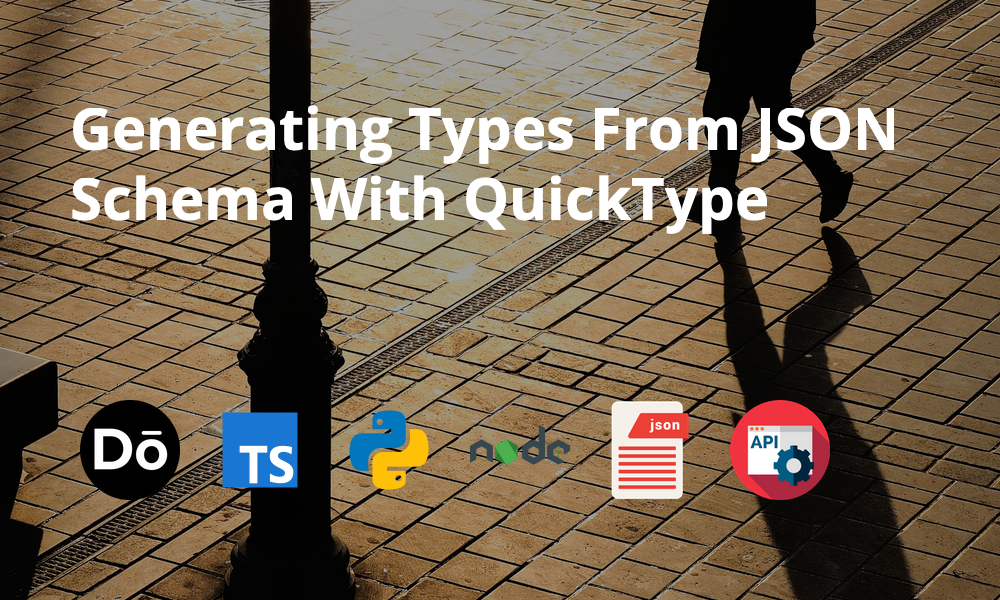 Generating Types From JSON
Schema With QuickType
Dō
TS
node
json
API